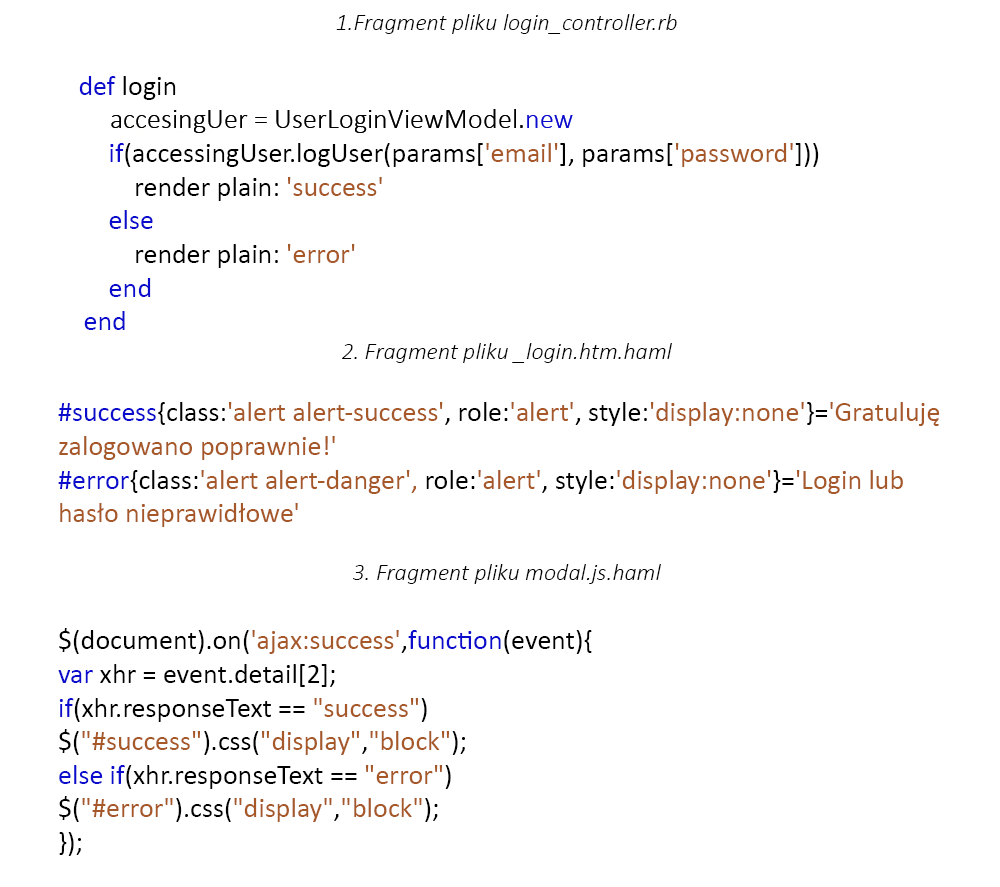 1.Fragment pliku login_controller.rb
def login
accesingUer = UserLoginViewModel.new
if(accessingUser.logUser(params['email'], params['password']))
render plain: 'success'
else
render plain: 'error'
end
end
2. Fragment pliku _login.htm.haml
#success{class:'alert alert-success', role:'alert', style:'display:none'}='Gratuluję
zalogowano poprawnie!'
#error{class:'alert alert-danger', role:'alert', style:'display:none'}='Login lub
hasło nieprawidłowe'
3. Fragment pliku modal.js.haml
$(document).on('ajax:success',function(event){
var xhr = event.detail[2];
if(xhr.responseText == "success")
$("#success").css("display","block");
else if(xhr.responseText == "error")
$("#error").css("display","block");
});